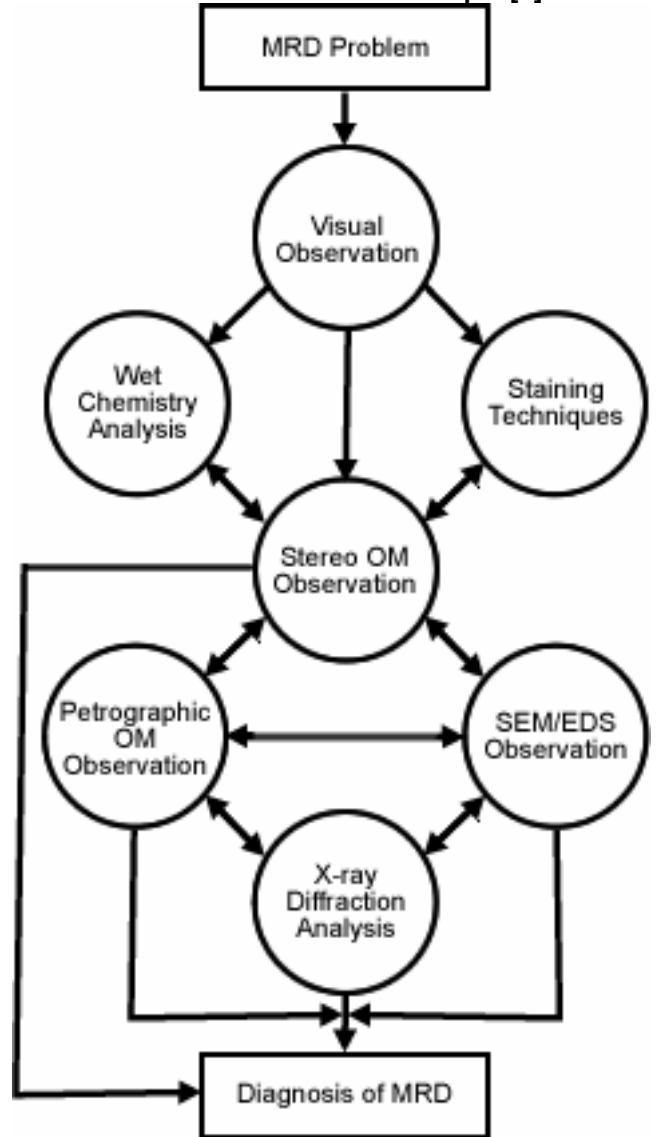 MRD Problem
Visual
Observation
Wet
Chemistry
Analysis
Staining
Techniques
Stereo OM
Observation
Petrographic
OM
Observation
SEM/EDS
Observation
X-ray
Diffraction
Analysis
Diagnosis of MRD